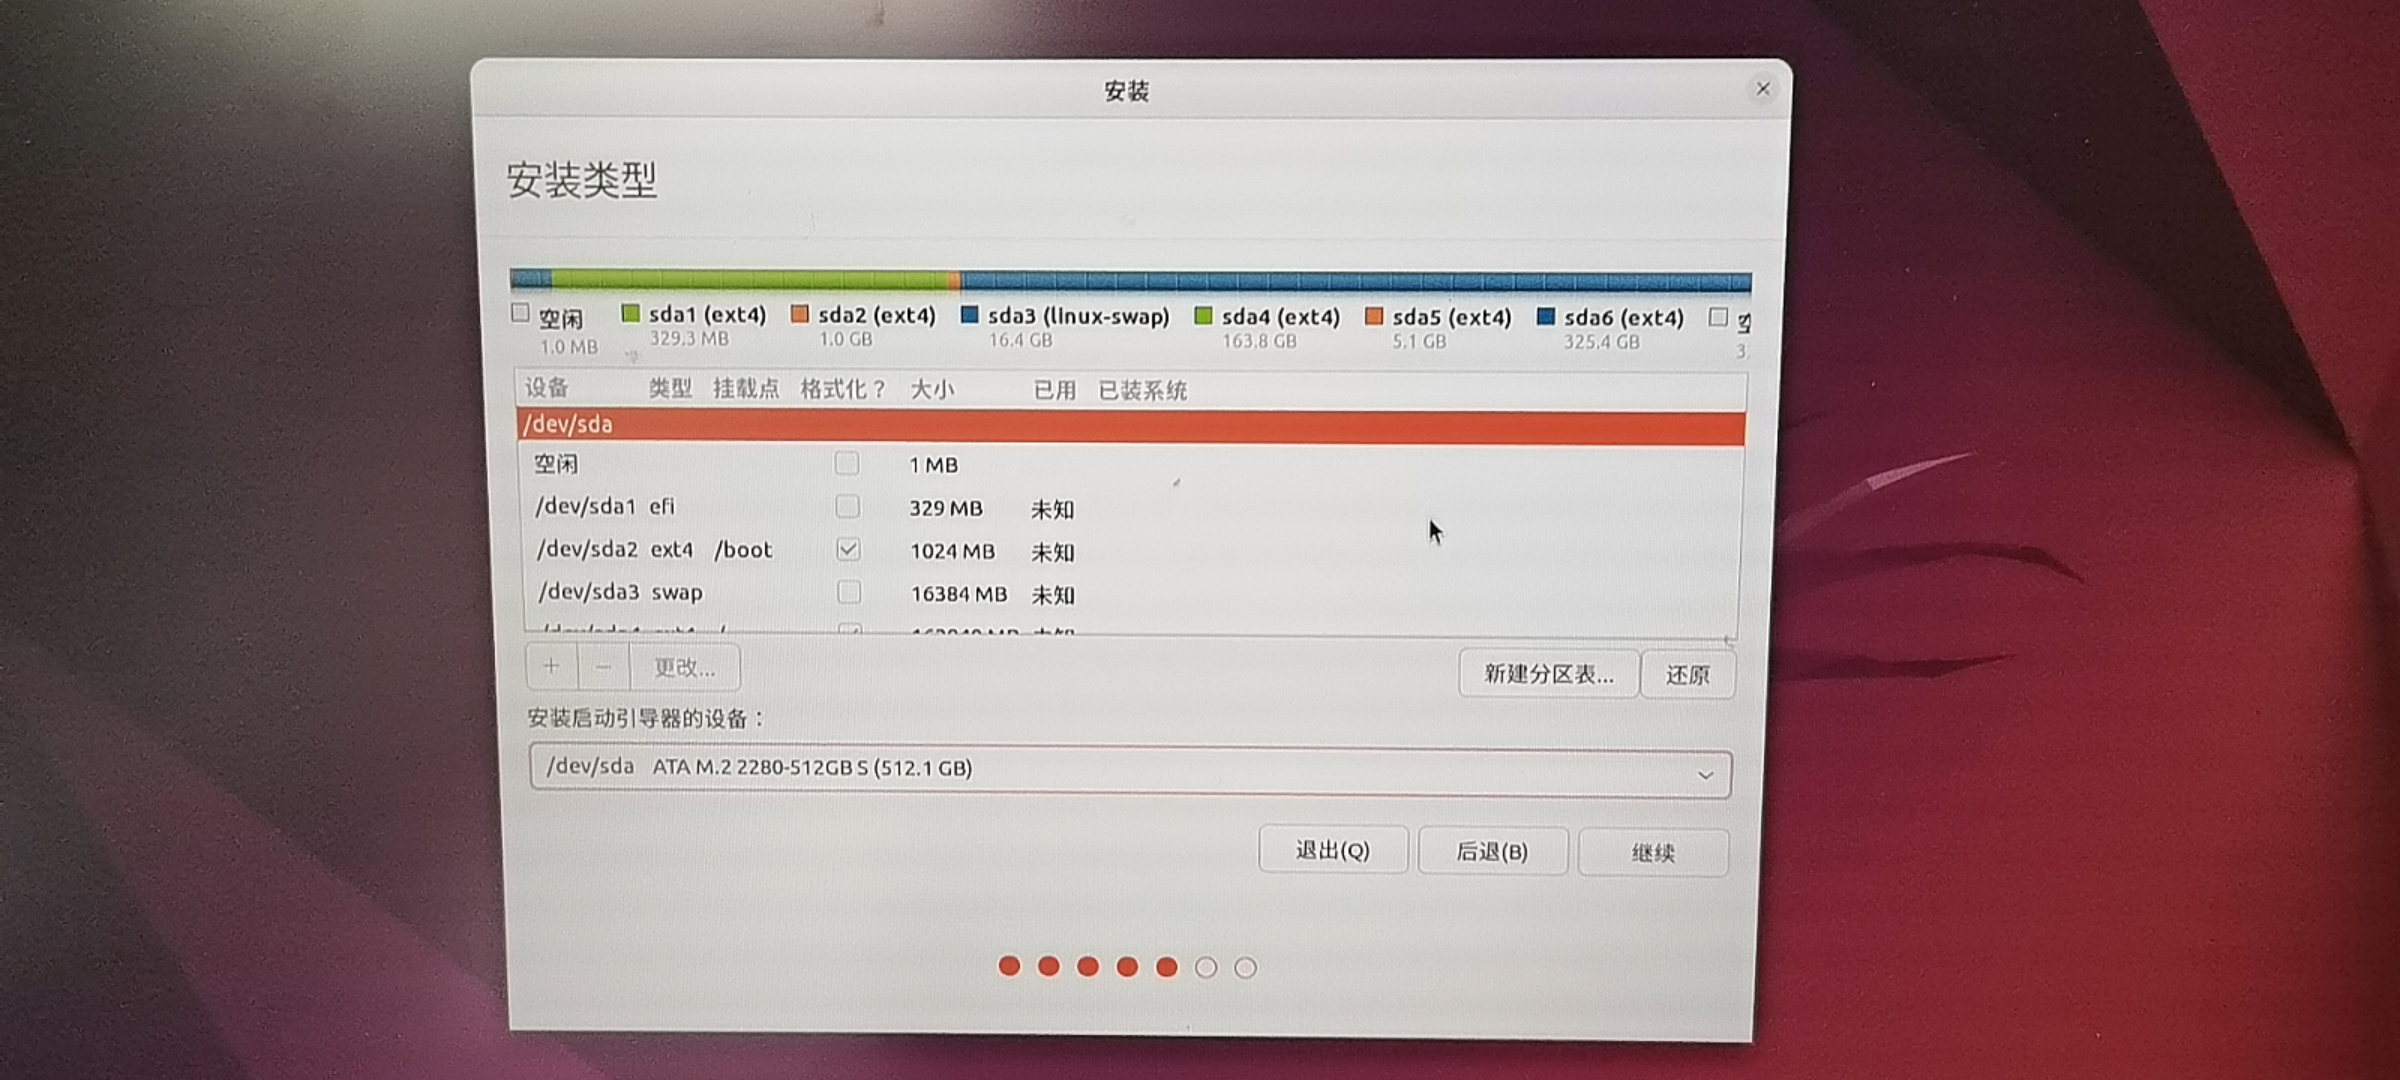 安装
安装类型
空闲 sda1 (ext4) sda2 (ext4) sda3 (linux-swap) sda4 (ext4) sda5 (ext4) sda6 (ext4)
1.0 MB 329.3 MB 1.0 GB 16.4 GB 163.8 GB 5.1 GB 325.4 GB 3.
设备 类型 挂载点 格式化？ 大小 已用 已装系统
/dev/sda
空闲 1 MB
/dev/sda1 efi 329 MB 未知
/dev/sda2 ext4 /boot 1024 MB 未知
/dev/sda3 swap 16384 MB 未知
+ − 更改... 新建分区表... 还原
安装启动引导器的设备：
/dev/sda ATA M.2 2280-512GB S (512.1 GB)
退出(Q) 后退(B) 继续